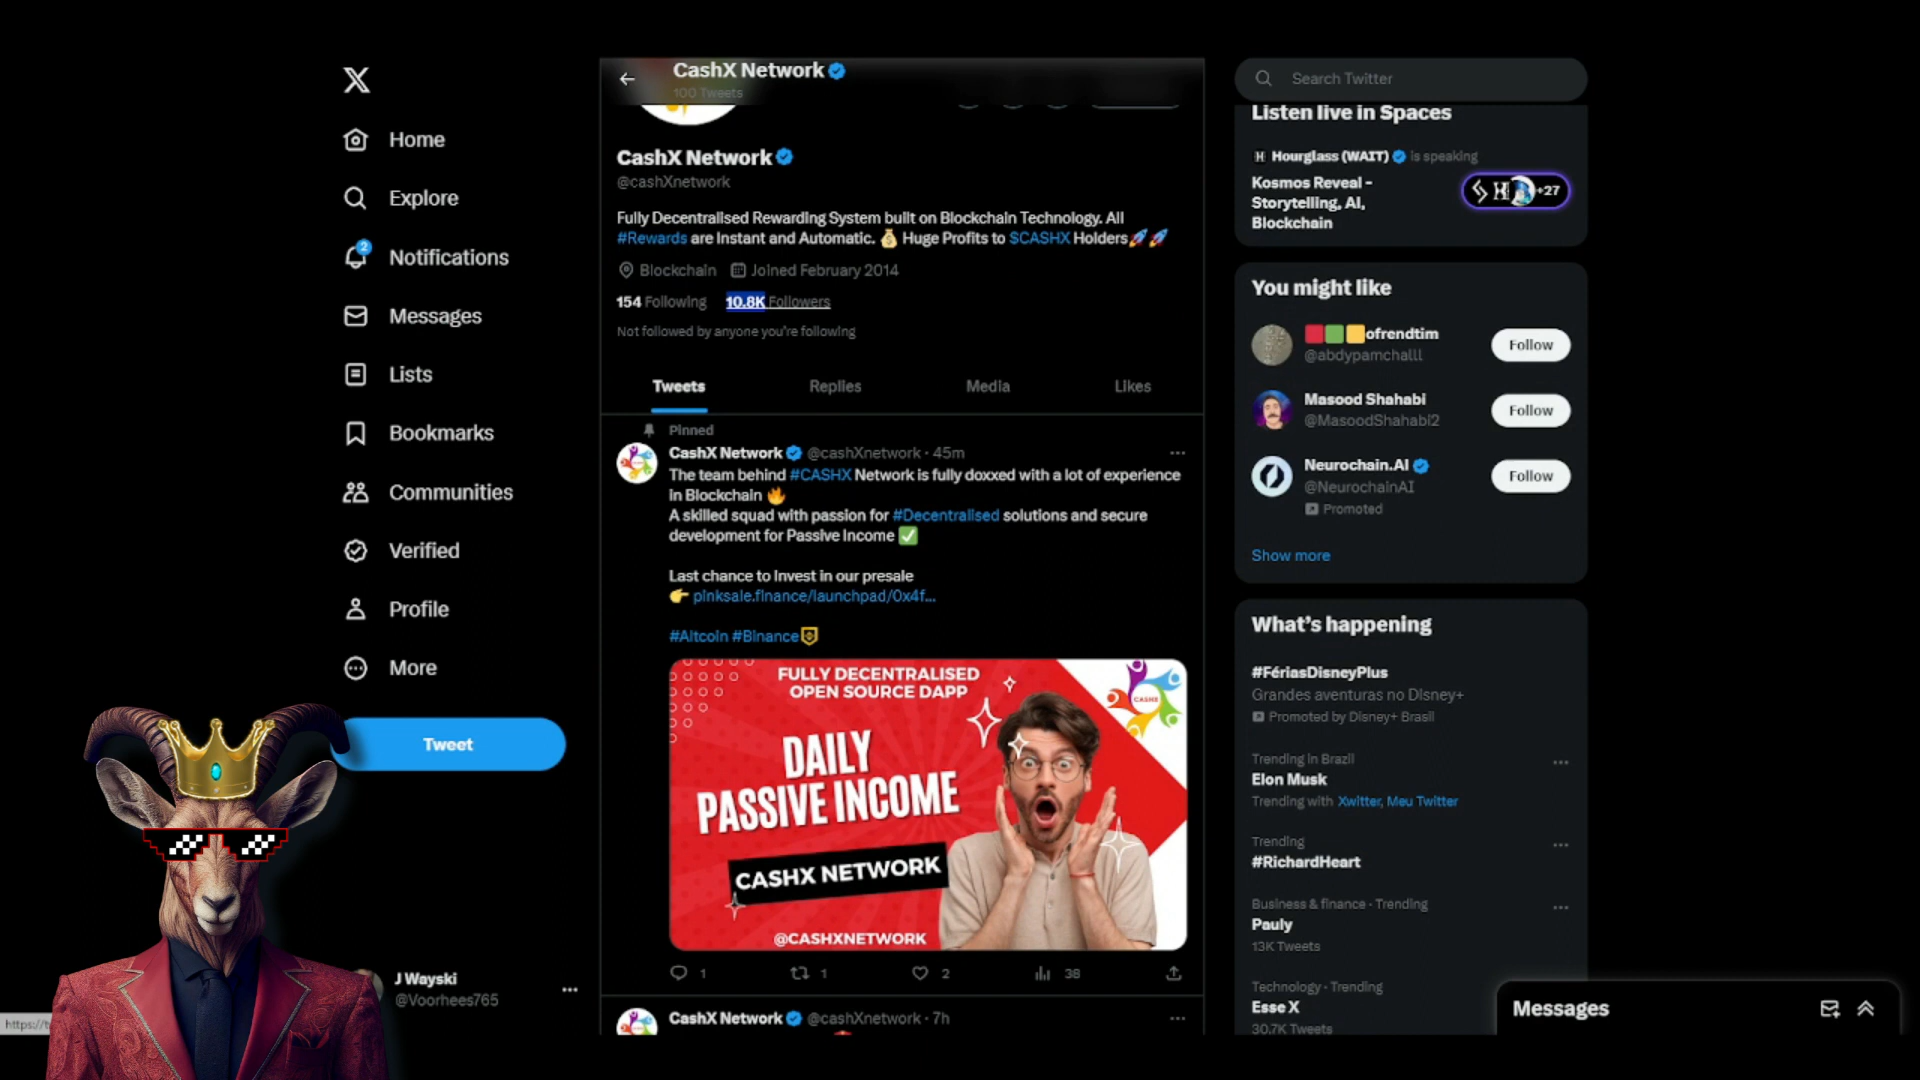 Home
Explore
2
Notifications
Messages
Lists
Bookmarks
Communities
Verified
Profile
More
Tweet
J Wayski
@Voorhees765
CashX Network
100 Tweets
CashX Network
@cashXnetwork
Fully Decentralised Rewarding System built on Blockchain Technology. All
#Rewards are Instant and Automatic. 💰 Huge Profits to $CASHX Holders🚀🚀
Blockchain Joined February 2014
154 Following 10.8K Followers
Not followed by anyone you're following
Tweets Replies Media Likes
Pinned
CashX Network @cashXnetwork · 45m
The team behind #CASHX Network is fully doxxed with a lot of experience
in Blockchain 🔥
A skilled squad with passion for #Decentralised solutions and secure
development for Passive Income ✅
Last chance to Invest in our presale
👉 pinksale.finance/launchpad/0x4f...
#Altcoin #Binance
FULLY DECENTRALISED
OPEN SOURCE DAPP
CASHX
DAILY
PASSIVE INCOME
CASHX NETWORK
@CASHXNETWORK
1 1 2 38
CashX Network @cashXnetwork · 7h
Search Twitter
Listen live in Spaces
H Hourglass (WAIT) is speaking
Kosmos Reveal -
Storytelling, AI,
Blockchain
+27
You might like
ofrendtim
@abdypamchalll
Follow
Masood Shahabi
@MasoodShahabi2
Follow
Neurochain.AI
@NeurochainAI
Promoted
Follow
Show more
What's happening
#FériasDisneyPlus
Grandes aventuras no Disney+
Promoted by Disney+ Brasil
Trending in Brazil
Elon Musk
Trending with Xwitter, Meu Twitter
Trending
#RichardHeart
Business & finance · Trending
Pauly
13K Tweets
Technology · Trending
Esse X
30.7K Tweets
Messages
https://t